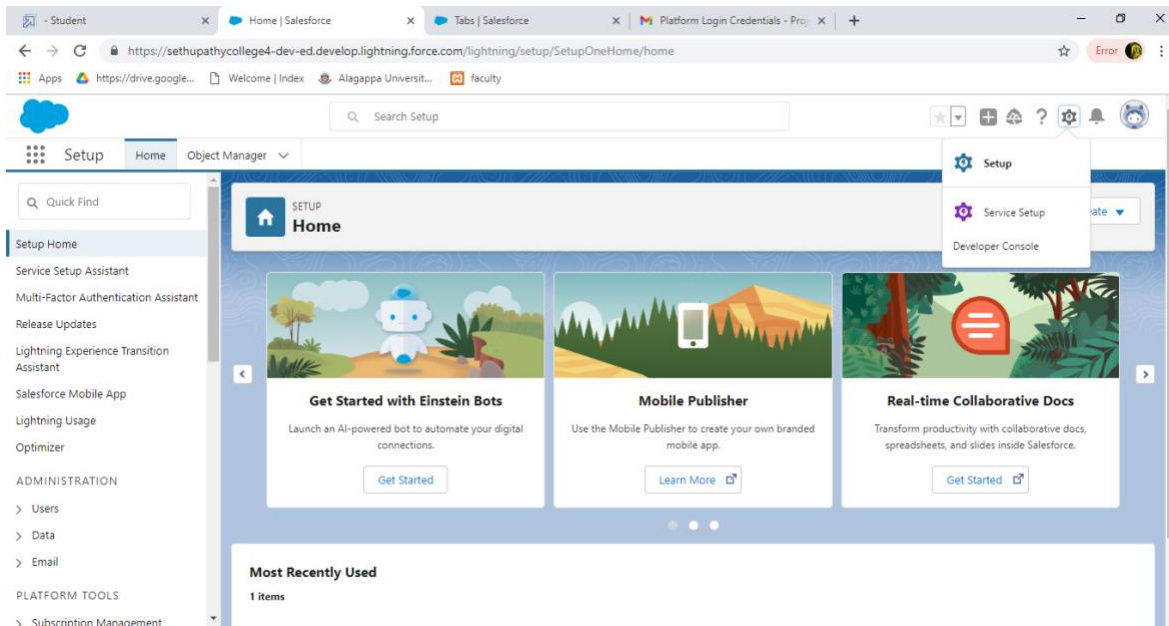 - Student
Home | Salesforce
Tabs | Salesforce
Platform Login Credentials - Proj
https://sethupathycollege4-dev-ed.develop.lightning.force.com/lightning/setup/SetupOneHome/home
Error
Apps
https://drive.google...
Welcome | Index
Alagappa Universit...
faculty
Search Setup
Setup
Home
Object Manager
Setup
Service Setup
Developer Console
Quick Find
Setup Home
Service Setup Assistant
Multi-Factor Authentication Assistant
Release Updates
Lightning Experience Transition
Assistant
Salesforce Mobile App
Lightning Usage
Optimizer
ADMINISTRATION
Users
Data
Email
PLATFORM TOOLS
Subscription Management
SETUP
Home
ate
Get Started with Einstein Bots
Launch an AI-powered bot to automate your digital
connections.
Get Started
Mobile Publisher
Use the Mobile Publisher to create your own branded
mobile app.
Learn More
Real-time Collaborative Docs
Transform productivity with collaborative docs,
spreadsheets, and slides inside Salesforce.
Get Started
Most Recently Used
1 items